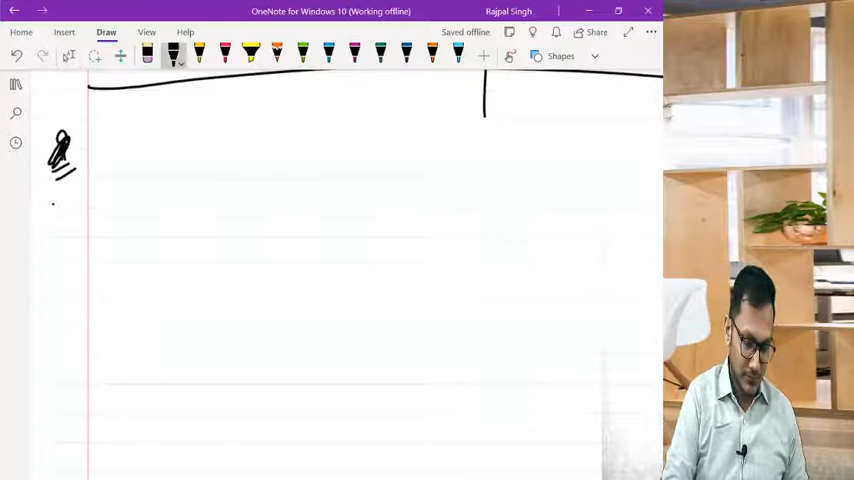 OneNote for Windows 10 (Working offline)
Rajpal Singh
Home Insert Draw View Help
Saved offline
Share
Shapes